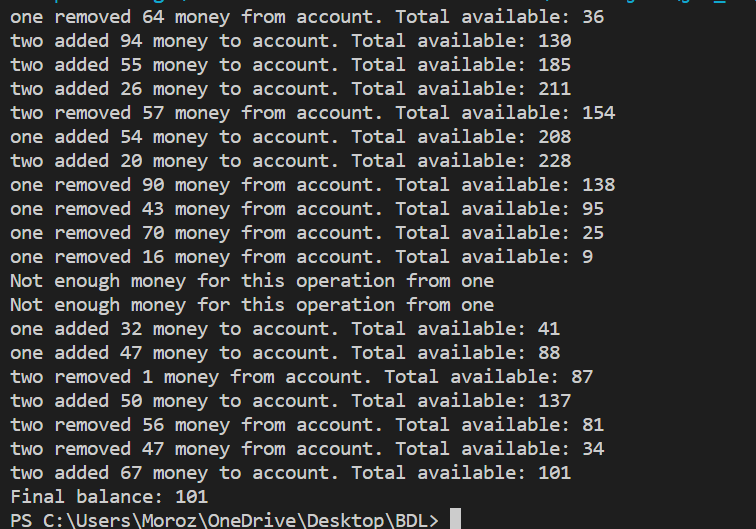 one removed 64 money from account. Total available: 36
two added 94 money to account. Total available: 130
two added 55 money to account. Total available: 185
two added 26 money to account. Total available: 211
two removed 57 money from account. Total available: 154
one added 54 money to account. Total available: 208
two added 20 money to account. Total available: 228
one removed 90 money from account. Total available: 138
one removed 43 money from account. Total available: 95
one removed 70 money from account. Total available: 25
one removed 16 money from account. Total available: 9
Not enough money for this operation from one
Not enough money for this operation from one
one added 32 money to account. Total available: 41
one added 47 money to account. Total available: 88
two removed 1 money from account. Total available: 87
two added 50 money to account. Total available: 137
two removed 56 money from account. Total available: 81
two removed 47 money from account. Total available: 34
two added 67 money to account. Total available: 101
Final balance: 101
PS C:\Users\Moroz\OneDrive\Desktop\BDL>